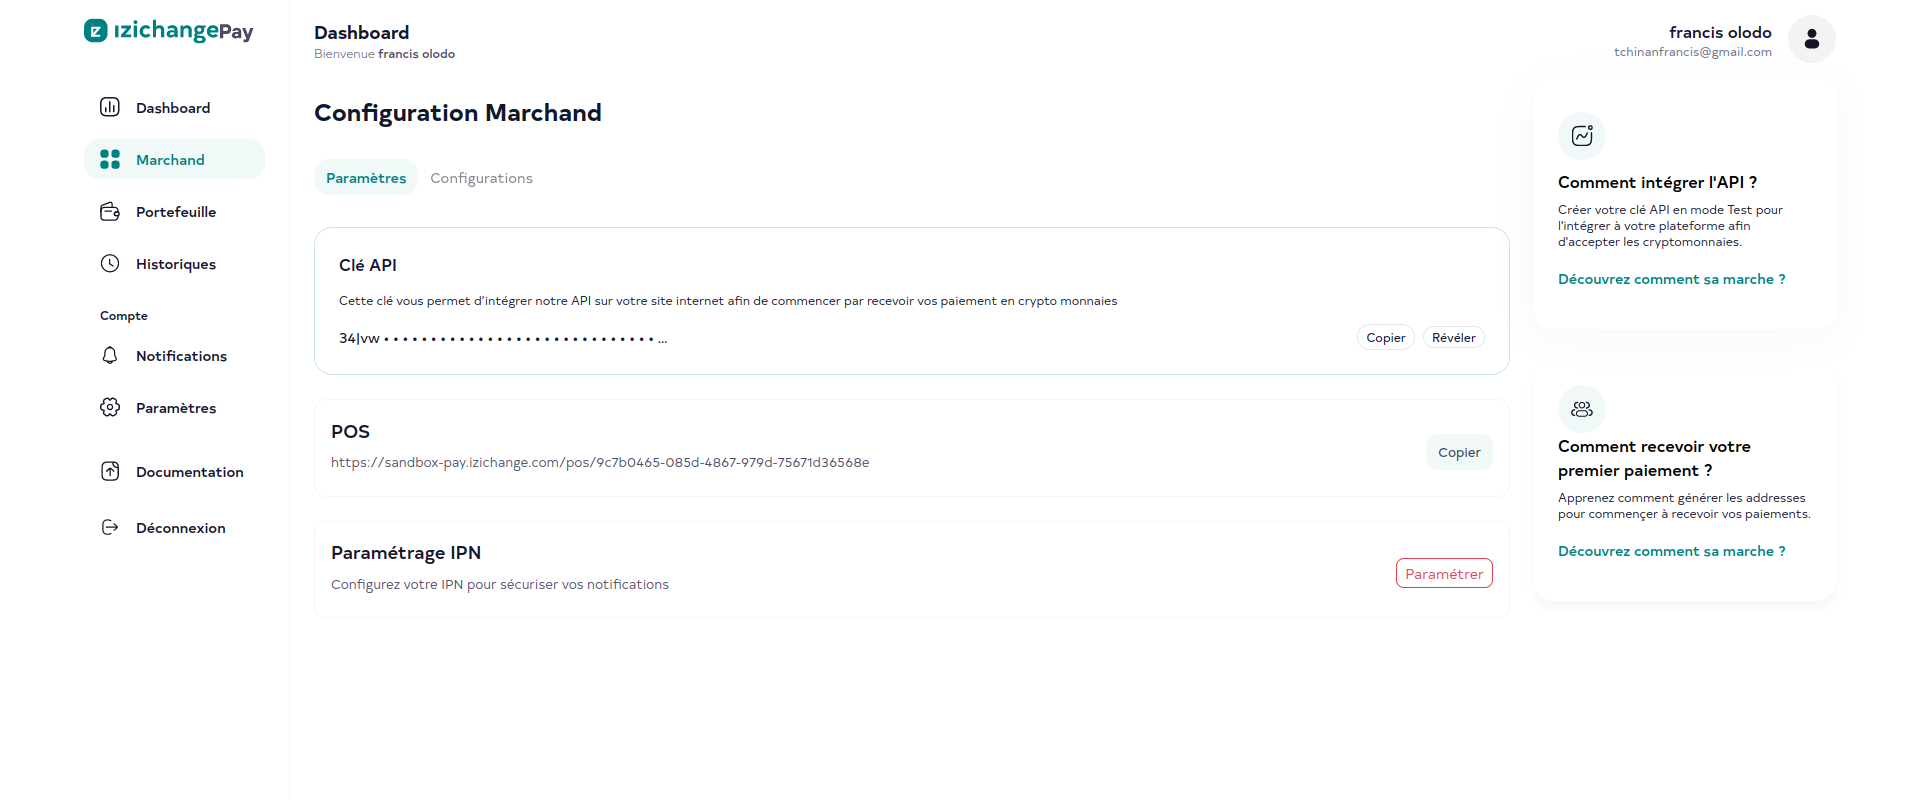 ızıchangePay
Dashboard
Marchand
Portefeuille
Historiques
Compte
Notifications
Paramètres
Documentation
Déconnexion
Dashboard
Bienvenue francis olodo
francis olodo
tchinanfrancis@gmail.com
Configuration Marchand
Paramètres
Configurations
Clé API
Cette clé vous permet d'intégrer notre API sur votre site internet afin de commencer par recevoir vos paiement en crypto monnaies
34|vw • • • • • • • • • • • • • • • • • • • • • • • • • • • • • ...
Copier
Révéler
POS
https://sandbox-pay.izichange.com/pos/9c7b0465-085d-4867-979d-75671d36568e
Copier
Paramétrage IPN
Configurez votre IPN pour sécuriser vos notifications
Paramétrer
Comment intégrer l'API ?
Créer votre clé API en mode Test pour
l'intégrer à votre plateforme afin
d'accepter les cryptomonnaies.
Découvrez comment sa marche ?
Comment recevoir votre
premier paiement ?
Apprenez comment générer les addresses
pour commençer à recevoir vos paiements.
Découvrez comment sa marche ?